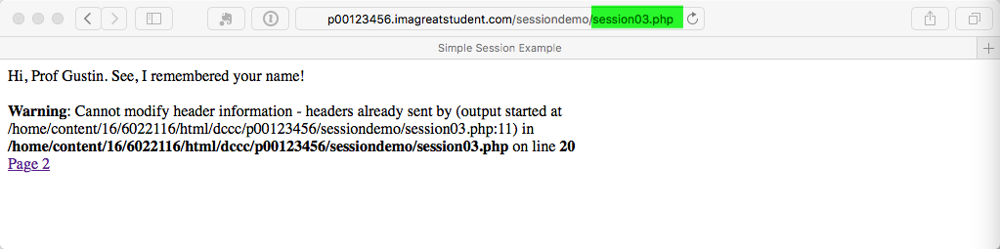 p00123456.imagreatstudent.com/sessiondemo/session03.php
Simple Session Example
Hi, Prof Gustin. See, I remembered your name!
Warning: Cannot modify header information - headers already sent by (output started at
/home/content/16/6022116/html/dccc/p00123456/sessiondemo/session03.php:11) in
/home/content/16/6022116/html/dccc/p00123456/sessiondemo/session03.php on line 20
Page 2